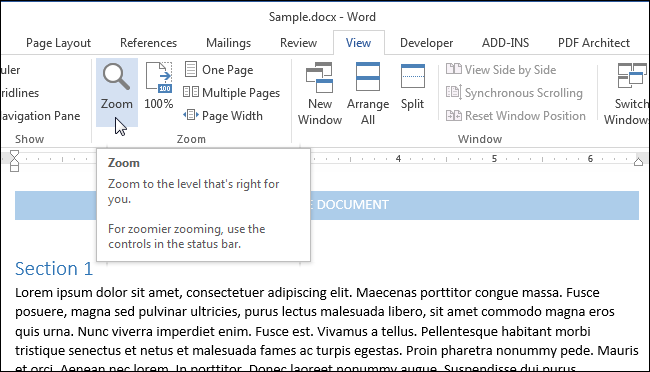 Sample.docx - Word
Page Layout References Mailings Review View Developer ADD-INS PDF Architect
uler
ridlines
avigation Pane
Show
Zoom
100
100%
One Page
Multiple Pages
Page Width
Zoom
New Window
Arrange All
Split
View Side by Side
Synchronous Scrolling
Reset Window Position
Window
Switch
Windows
4 5 6
Zoom
Zoom to the level that's right for
you.
For zoomier zooming, use the
controls in the status bar.
E DOCUMENT
Section 1
Lorem ipsum dolor sit amet, consectetuer adipiscing elit. Maecenas porttitor congue massa. Fusce
posuere, magna sed pulvinar ultricies, purus lectus malesuada libero, sit amet commodo magna eros
quis urna. Nunc viverra imperdiet enim. Fusce est. Vivamus a tellus. Pellentesque habitant morbi
tristique senectus et netus et malesuada fames ac turpis egestas. Proin pharetra nonummy pede. Mauris
et orci. Aenean nec lorem. In porttitor. Donec laoreet nonummy augue. Suspendisse dui purus